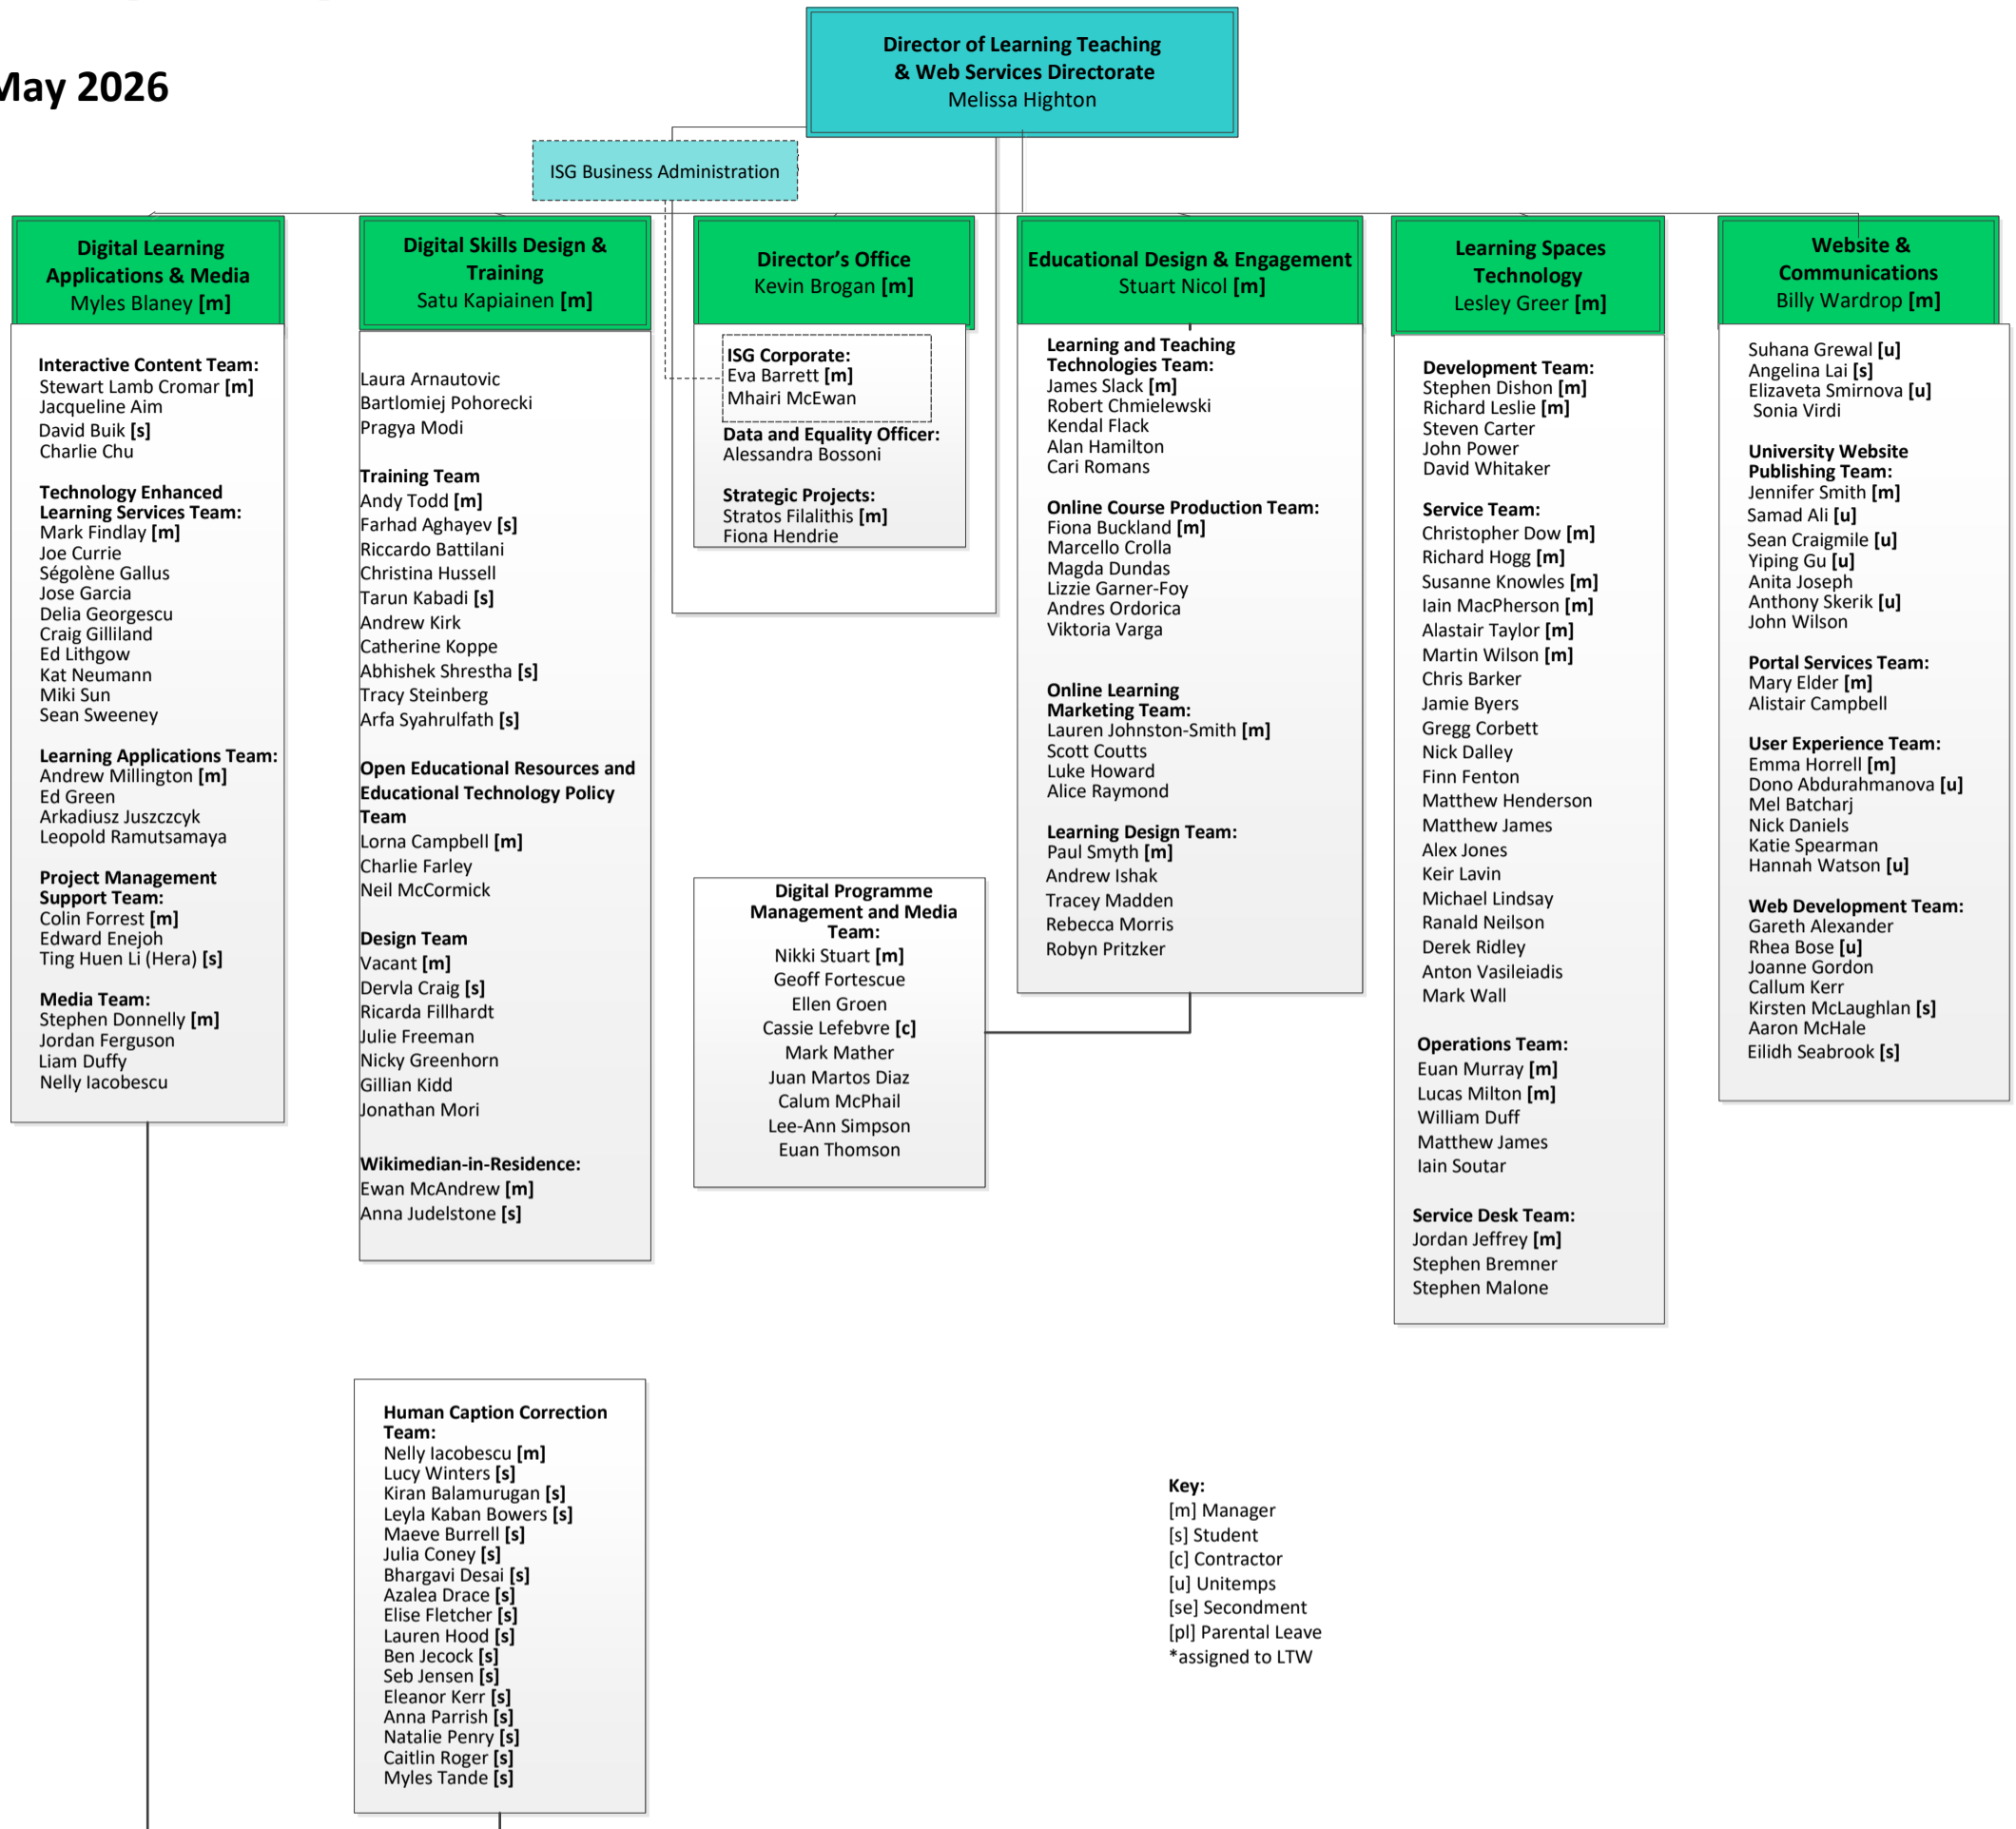 May 2026
Director of Learning Teaching
& Web Services Directorate
Melissa Highton
ISG Business Administration
Digital Learning
Applications & Media
Myles Blaney [m]
Interactive Content Team:
Stewart Lamb Cromar [m]
Jacqueline Aim
David Buik [s]
Charlie Chu
Technology Enhanced
Learning Services Team:
Mark Findlay [m]
Joe Currie
Ségolène Gallus
Jose Garcia
Delia Georgescu
Craig Gilliland
Ed Lithgow
Kat Neumann
Miki Sun
Sean Sweeney
Learning Applications Team:
Andrew Millington [m]
Ed Green
Arkadiusz Juszczcyk
Leopold Ramutsamaya
Project Management
Support Team:
Colin Forrest [m]
Edward Enejoh
Ting Huen Li (Hera) [s]
Media Team:
Stephen Donnelly [m]
Jordan Ferguson
Liam Duffy
Nelly Iacobescu
Digital Skills Design &
Training
Satu Kapiainen [m]
Laura Arnautovic
Bartlomiej Pohorecki
Pragya Modi
Training Team
Andy Todd [m]
Farhad Aghayev [s]
Riccardo Battilani
Christina Hussell
Tarun Kabadi [s]
Andrew Kirk
Catherine Koppe
Abhishek Shrestha [s]
Tracy Steinberg
Arfa Syahrulfath [s]
Open Educational Resources and
Educational Technology Policy
Team
Lorna Campbell [m]
Charlie Farley
Neil McCormick
Design Team
Vacant [m]
Dervla Craig [s]
Ricarda Fillhardt
Julie Freeman
Nicky Greenhorn
Gillian Kidd
Jonathan Mori
Wikimedian-in-Residence:
Ewan McAndrew [m]
Anna Judelstone [s]
Human Caption Correction
Team:
Nelly Iacobescu [m]
Lucy Winters [s]
Kiran Balamurugan [s]
Leyla Kaban Bowers [s]
Maeve Burrell [s]
Julia Coney [s]
Bhargavi Desai [s]
Azalea Drace [s]
Elise Fletcher [s]
Lauren Hood [s]
Ben Jecock [s]
Seb Jensen [s]
Eleanor Kerr [s]
Anna Parrish [s]
Natalie Penry [s]
Caitlin Roger [s]
Myles Tande [s]
Director's Office
Kevin Brogan [m]
ISG Corporate:
Eva Barrett [m]
Mhairi McEwan
Data and Equality Officer:
Alessandra Bossoni
Strategic Projects:
Stratos Filalithis [m]
Fiona Hendrie
Digital Programme
Management and Media
Team:
Nikki Stuart [m]
Geoff Fortescue
Ellen Groen
Cassie Lefebvre [c]
Mark Mather
Juan Martos Diaz
Calum McPhail
Lee-Ann Simpson
Euan Thomson
Educational Design & Engagement
Stuart Nicol [m]
Learning and Teaching
Technologies Team:
James Slack [m]
Robert Chmielewski
Kendal Flack
Alan Hamilton
Cari Romans
Online Course Production Team:
Fiona Buckland [m]
Marcello Crolla
Magda Dundas
Lizzie Garner-Foy
Andres Ordorica
Viktoria Varga
Online Learning
Marketing Team:
Lauren Johnston-Smith [m]
Scott Coutts
Luke Howard
Alice Raymond
Learning Design Team:
Paul Smyth [m]
Andrew Ishak
Tracey Madden
Rebecca Morris
Robyn Pritzker
Learning Spaces
Technology
Lesley Greer [m]
Development Team:
Stephen Dishon [m]
Richard Leslie [m]
Steven Carter
John Power
David Whitaker
Service Team:
Christopher Dow [m]
Richard Hogg [m]
Susanne Knowles [m]
Iain MacPherson [m]
Alastair Taylor [m]
Martin Wilson [m]
Chris Barker
Jamie Byers
Gregg Corbett
Nick Dalley
Finn Fenton
Matthew Henderson
Matthew James
Alex Jones
Keir Lavin
Michael Lindsay
Ranald Neilson
Derek Ridley
Anton Vasileiadis
Mark Wall
Operations Team:
Euan Murray [m]
Lucas Milton [m]
William Duff
Matthew James
Iain Soutar
Service Desk Team:
Jordan Jeffrey [m]
Stephen Bremner
Stephen Malone
Website &
Communications
Billy Wardrop [m]
Suhana Grewal [u]
Angelina Lai [s]
Elizaveta Smirnova [u]
Sonia Virdi
University Website
Publishing Team:
Jennifer Smith [m]
Samad Ali [u]
Sean Craigmile [u]
Yiping Gu [u]
Anita Joseph
Anthony Skerik [u]
John Wilson
Portal Services Team:
Mary Elder [m]
Alistair Campbell
User Experience Team:
Emma Horrell [m]
Dono Abdurahmanova [u]
Mel Batcharj
Nick Daniels
Katie Spearman
Hannah Watson [u]
Web Development Team:
Gareth Alexander
Rhea Bose [u]
Joanne Gordon
Callum Kerr
Kirsten McLaughlan [s]
Aaron McHale
Eilidh Seabrook [s]
Key:
[m] Manager
[s] Student
[c] Contractor
[u] Unitemps
[se] Secondment
[pl] Parental Leave
*assigned to LTW